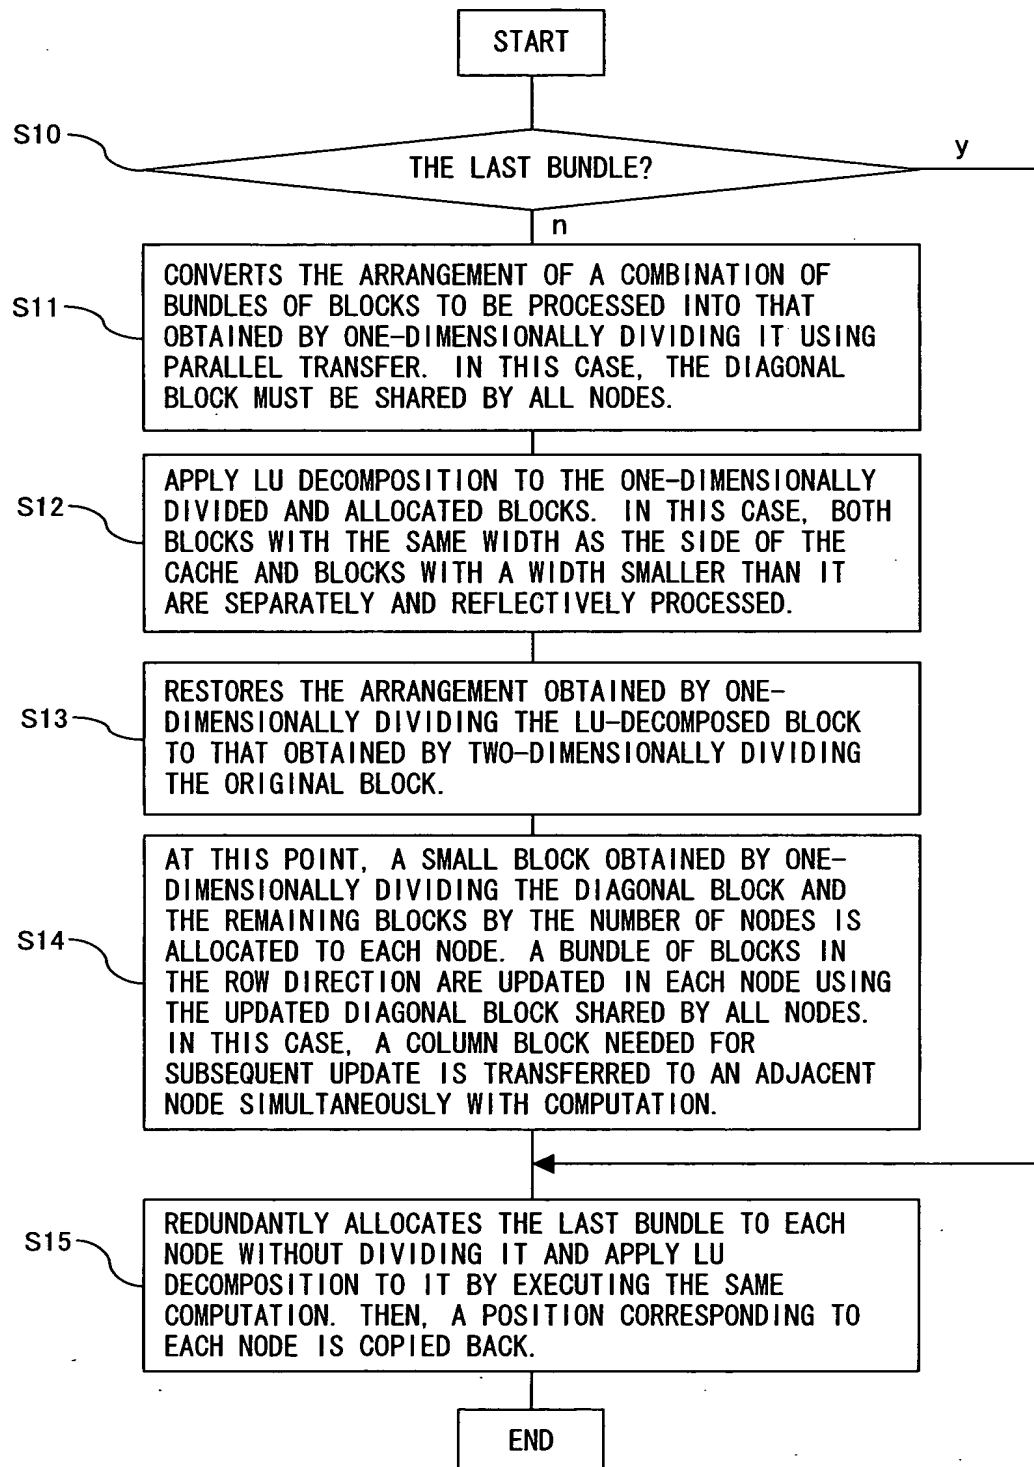 START
S10
THE LAST BUNDLE?
y
n
S11
CONVERTS THE ARRANGEMENT OF A COMBINATION OF
BUNDLES OF BLOCKS TO BE PROCESSED INTO THAT
OBTAINED BY ONE-DIMENSIONALLY DIVIDING IT USING
PARALLEL TRANSFER. IN THIS CASE, THE DIAGONAL
BLOCK MUST BE SHARED BY ALL NODES.
S12
APPLY LU DECOMPOSITION TO THE ONE-DIMENSIONALLY
DIVIDED AND ALLOCATED BLOCKS. IN THIS CASE, BOTH
BLOCKS WITH THE SAME WIDTH AS THE SIDE OF THE
CACHE AND BLOCKS WITH A WIDTH SMALLER THAN IT
ARE SEPARATELY AND REFLECTIVELY PROCESSED.
S13
RESTORES THE ARRANGEMENT OBTAINED BY ONE-
DIMENSIONALLY DIVIDING THE LU-DECOMPOSED BLOCK
TO THAT OBTAINED BY TWO-DIMENSIONALLY DIVIDING
THE ORIGINAL BLOCK.
S14
AT THIS POINT, A SMALL BLOCK OBTAINED BY ONE-
DIMENSIONALLY DIVIDING THE DIAGONAL BLOCK AND
THE REMAINING BLOCKS BY THE NUMBER OF NODES IS
ALLOCATED TO EACH NODE. A BUNDLE OF BLOCKS IN
THE ROW DIRECTION ARE UPDATED IN EACH NODE USING
THE UPDATED DIAGONAL BLOCK SHARED BY ALL NODES.
IN THIS CASE, A COLUMN BLOCK NEEDED FOR
SUBSEQUENT UPDATE IS TRANSFERRED TO AN ADJACENT
NODE SIMULTANEOUSLY WITH COMPUTATION.
S15
REDUNDANTLY ALLOCATES THE LAST BUNDLE TO EACH
NODE WITHOUT DIVIDING IT AND APPLY LU
DECOMPOSITION TO IT BY EXECUTING THE SAME
COMPUTATION. THEN, A POSITION CORRESPONDING TO
EACH NODE IS COPIED BACK.
END